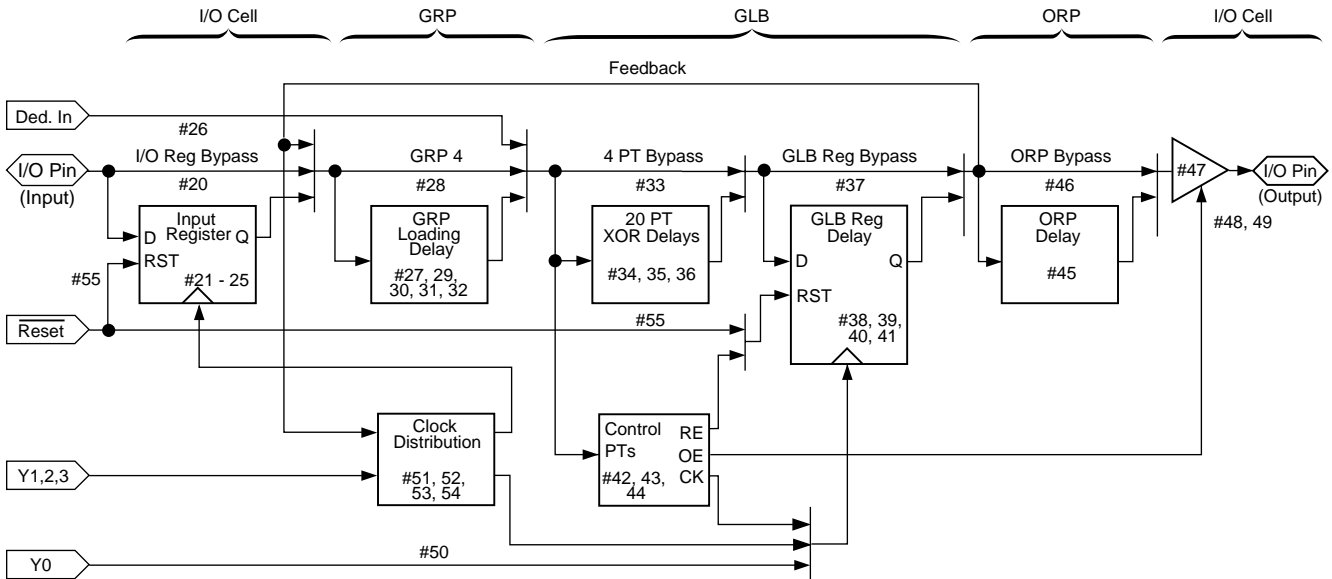 I/O Cell
GRP
GLB
ORP
I/O Cell
Feedback
Ded. In
#26
I/O Pin
(Input)
I/O Reg Bypass
#20
GRP 4
#28
4 PT Bypass
#33
GLB Reg Bypass
#37
ORP Bypass
#46
#47
I/O Pin
(Output)
#48, 49
Input
Register
D
Q
RST
#21 - 25
#55
GRP
Loading
Delay
#27, 29,
30, 31, 32
20 PT
XOR Delays
#34, 35, 36
GLB Reg
Delay
D
Q
RST
#38, 39,
40, 41
ORP
Delay
#45
Reset
#55
Clock
Distribution
#51, 52,
53, 54
Control
PTs
RE
OE
CK
#42, 43,
44
Y1,2,3
Y0
#50